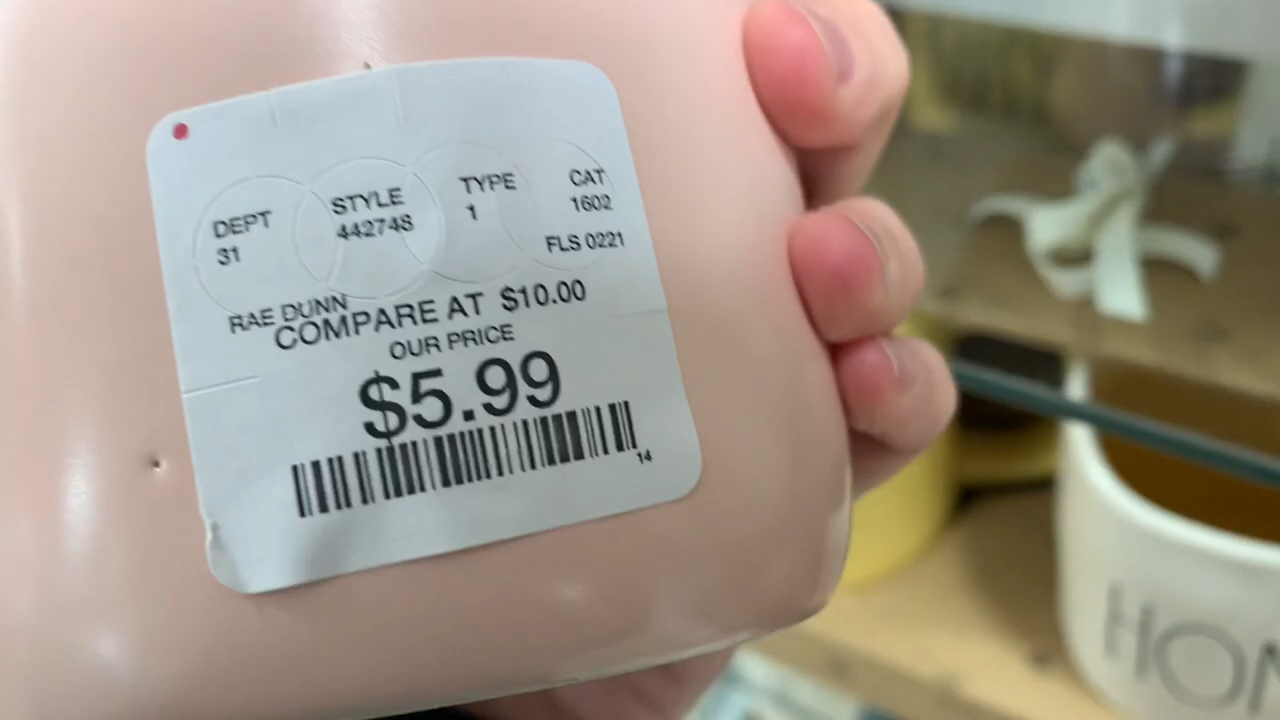 DEPT STYLE TYPE CAT
31 442748 1 1602
FLS 0221
RAE DUNN
COMPARE AT $10.00
OUR PRICE
$5.99
14
HON